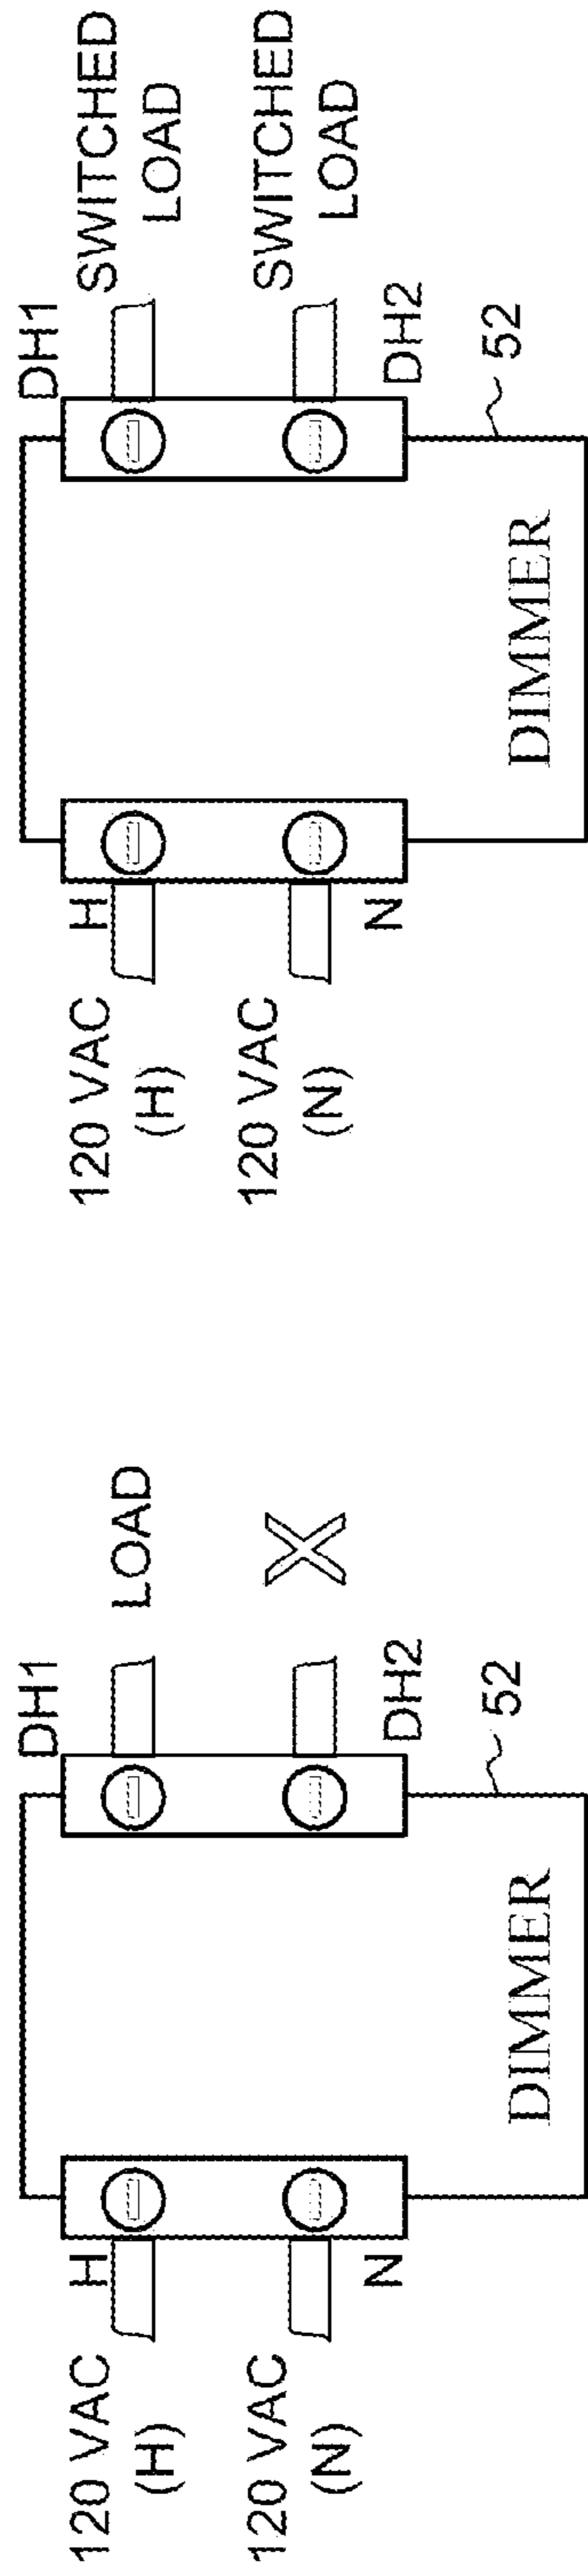 DH1
H
120 VAC
(H)
LOAD
120 VAC
(N)
X
N
DH2
52
DIMMER
DH1
H
120 VAC
(H)
SWITCHED
LOAD
120 VAC
(N)
SWITCHED
LOAD
N
DH2
52
DIMMER